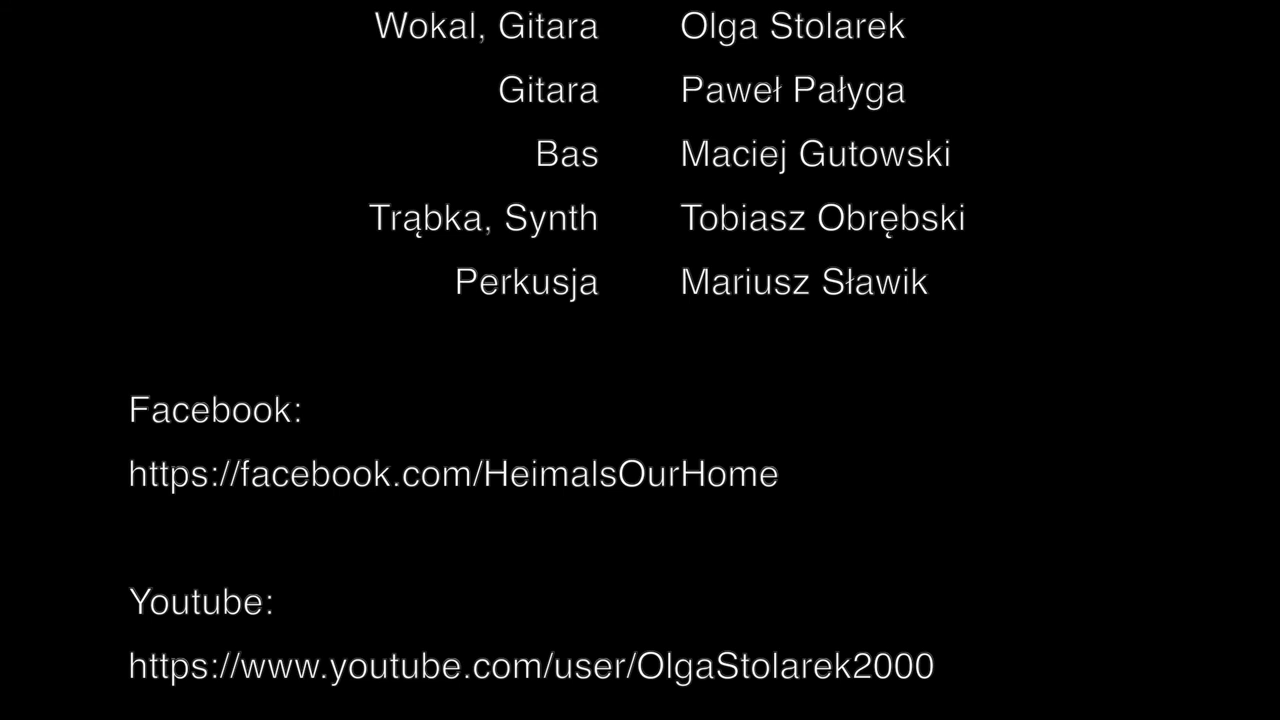 Wokal, Gitara Olga Stolarek
Gitara Paweł Pałyga
Bas Maciej Gutowski
Trąbka, Synth Tobiasz Obrębski
Perkusja Mariusz Sławik
Facebook:
https://facebook.com/HeimaIsOurHome
Youtube:
https://www.youtube.com/user/OlgaStolarek2000